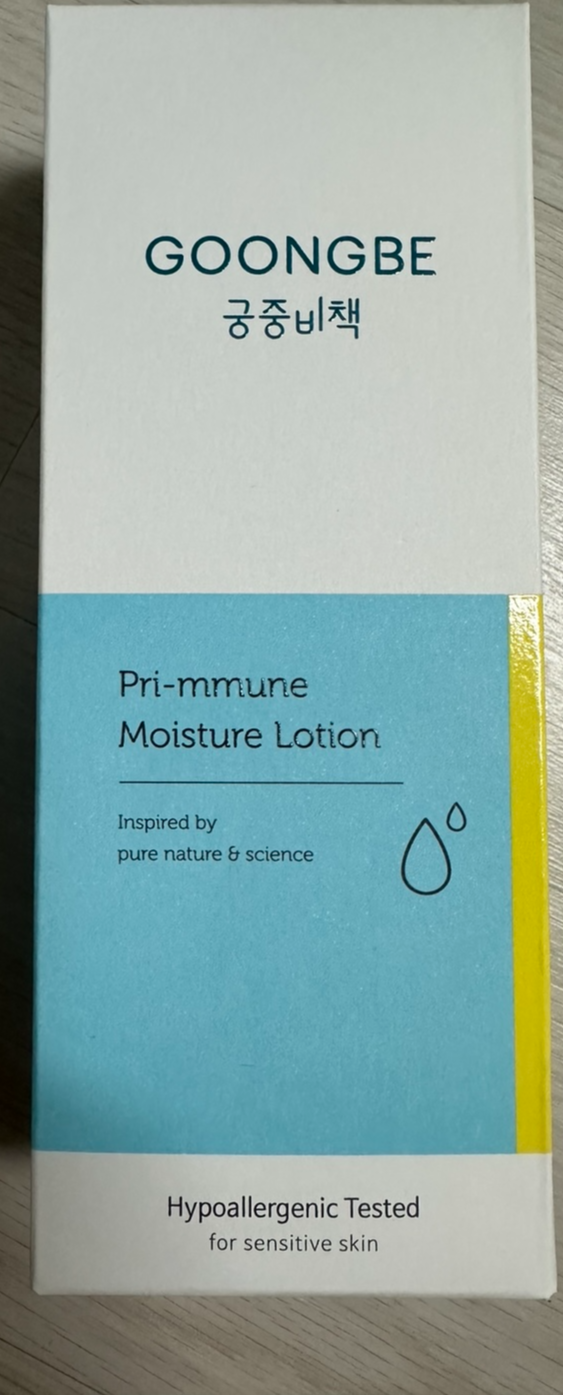 GOONGBE
궁중비책
Pri-mmune
Moisture Lotion
Inspired by
pure nature & science
Hypoallergenic Tested
for sensitive skin